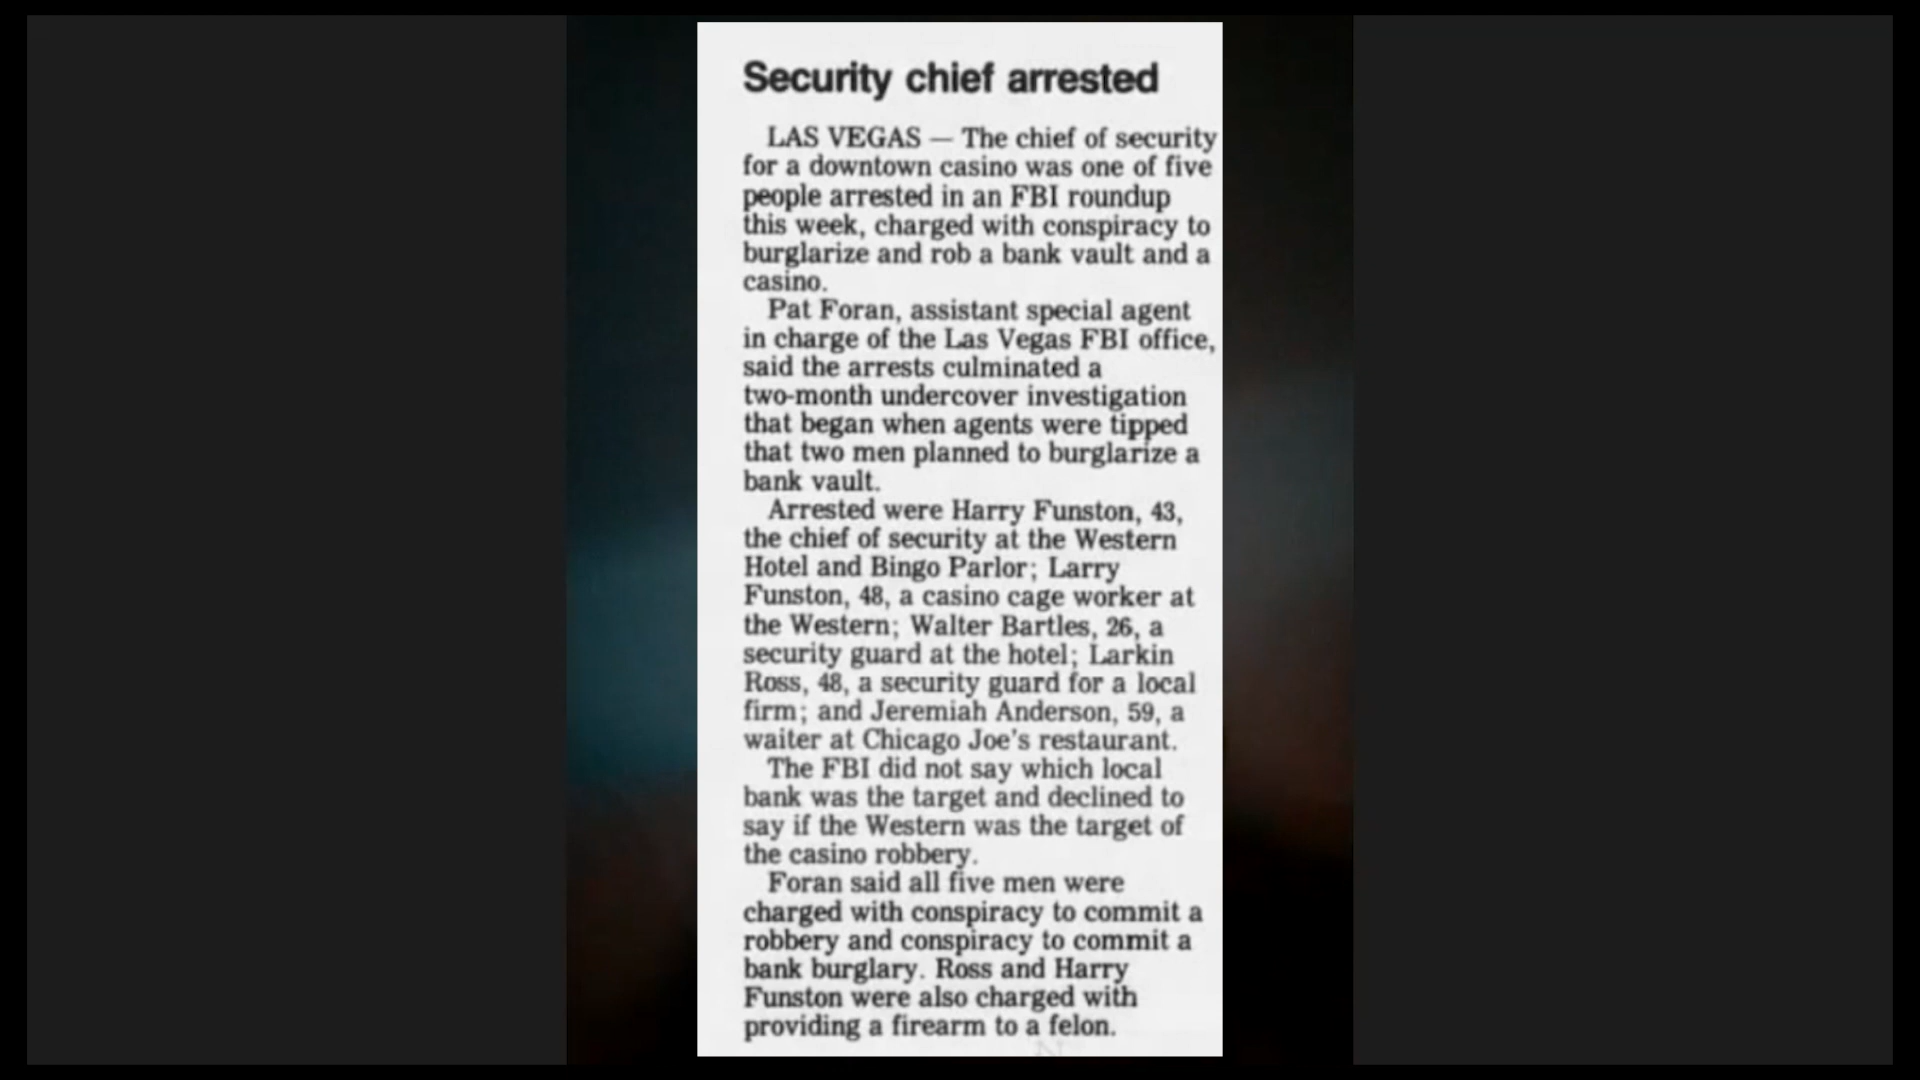 Security chief arrested
LAS VEGAS — The chief of security
for a downtown casino was one of five
people arrested in an FBI roundup
this week, charged with conspiracy to
burglarize and rob a bank vault and a
casino.
Pat Foran, assistant special agent
in charge of the Las Vegas FBI office,
said the arrests culminated a
two-month undercover investigation
that began when agents were tipped
that two men planned to burglarize a
bank vault.
Arrested were Harry Funston, 43,
the chief of security at the Western
Hotel and Bingo Parlor; Larry
Funston, 48, a casino cage worker at
the Western; Walter Bartles, 26, a
security guard at the hotel; Larkin
Ross, 48, a security guard for a local
firm; and Jeremiah Anderson, 59, a
waiter at Chicago Joe's restaurant.
The FBI did not say which local
bank was the target and declined to
say if the Western was the target of
the casino robbery.
Foran said all five men were
charged with conspiracy to commit a
robbery and conspiracy to commit a
bank burglary. Ross and Harry
Funston were also charged with
providing a firearm to a felon.